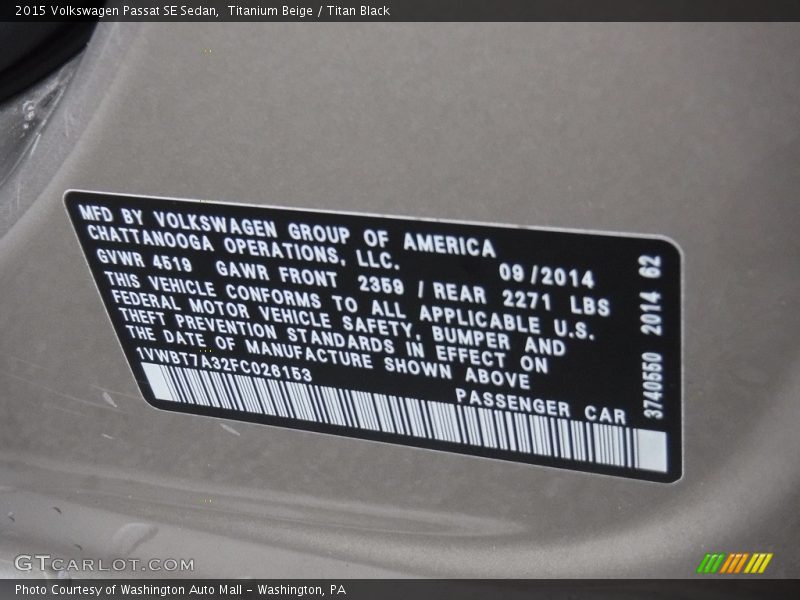 2015 Volkswagen Passat SE Sedan,  Titanium Beige / Titan Black
MFD BY VOLKSWAGEN GROUP OF AMERICA
CHATTANOOGA OPERATIONS, LLC.
09/2014
GVWR 4519 GAWR FRONT 2359 / REAR 2271 LBS
THIS VEHICLE CONFORMS TO ALL APPLICABLE U.S.
FEDERAL MOTOR VEHICLE SAFETY, BUMPER AND
THEFT PREVENTION STANDARDS IN EFFECT ON
THE DATE OF MANUFACTURE SHOWN ABOVE
1VWBT7A32FC026153
PASSENGER CAR
3740550 2014 62
GTcarlot.com
Photo Courtesy of Washington Auto Mall - Washington, PA